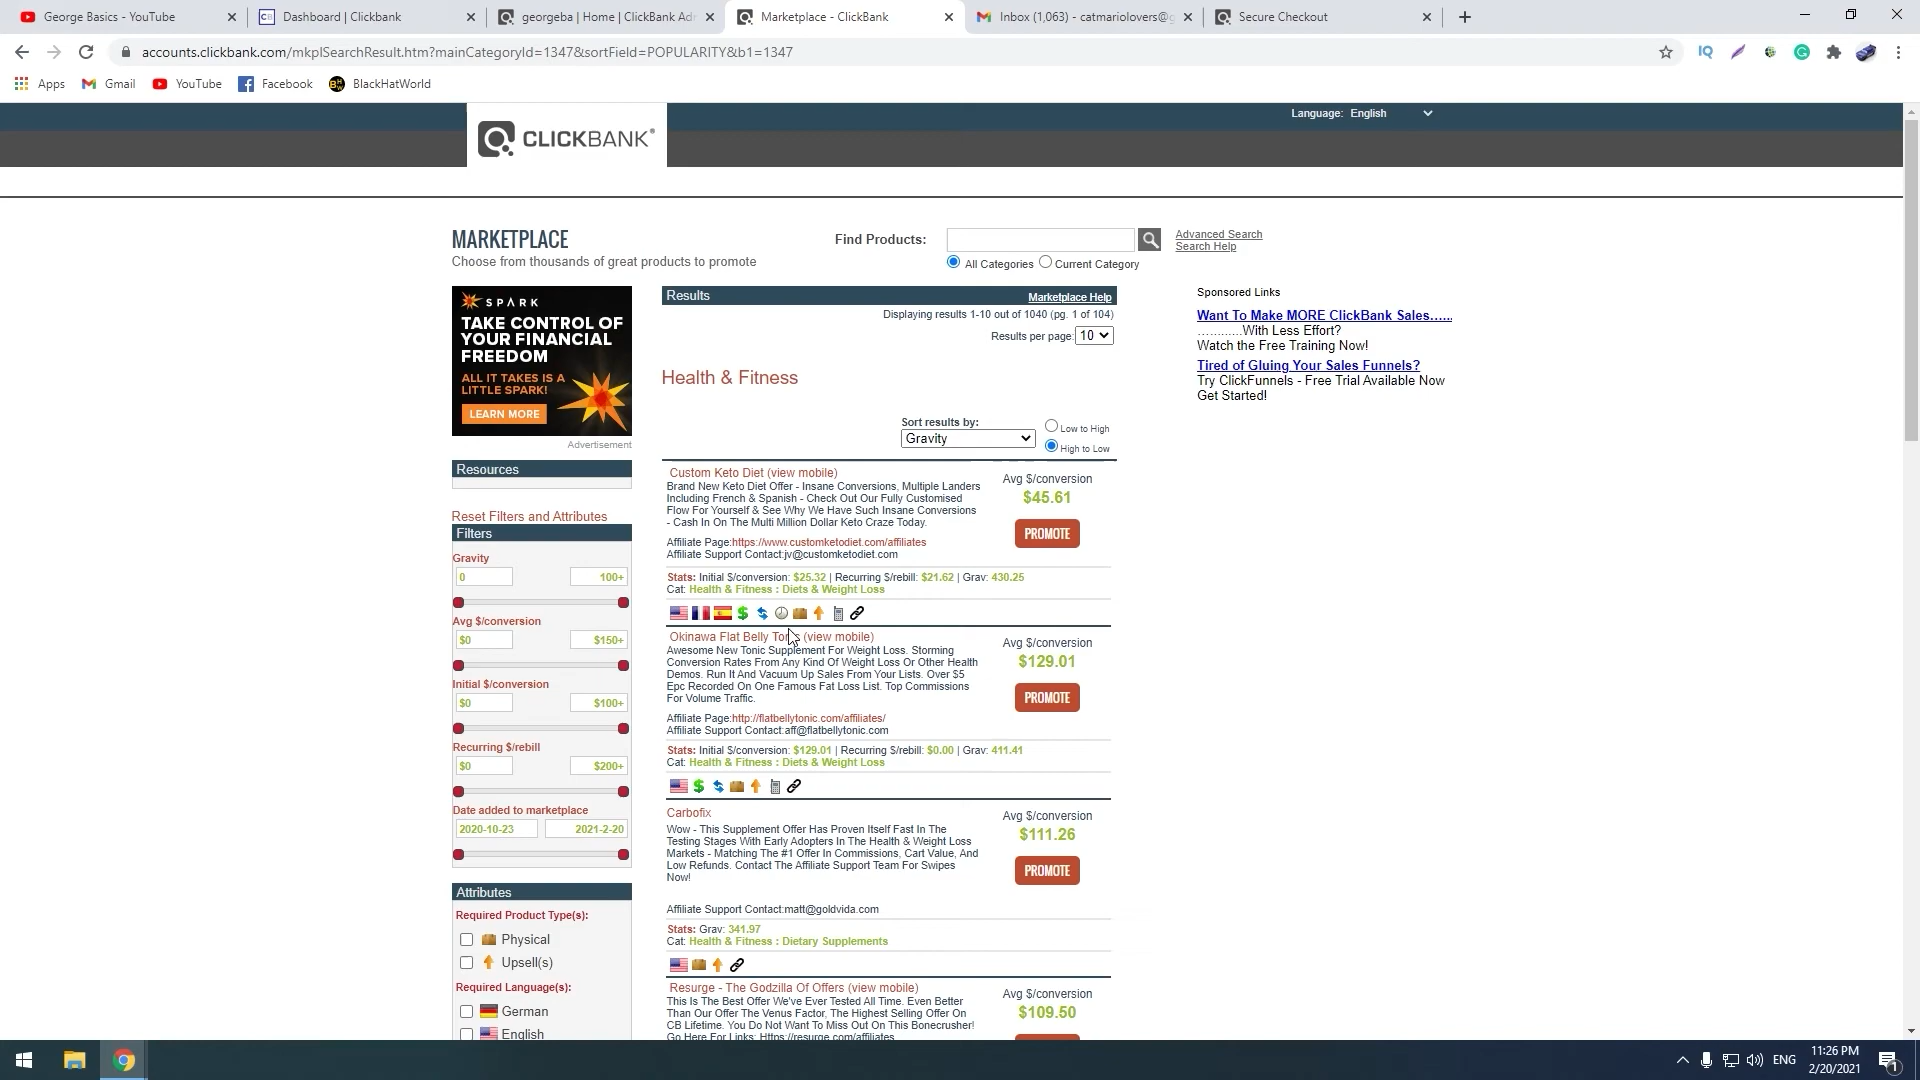 George Basics - YouTube
Dashboard | Clickbank
georgeba | Home | ClickBank Ad
Marketplace - ClickBank
Inbox (1,063) - catmariolovers@g
Secure Checkout
accounts.clickbank.com/mkplSearchResult.htm?mainCategoryId=1347&sortField=POPULARITY&b1=1347
Apps
Gmail
YouTube
Facebook
BlackHatWorld
Language: English
CLICKBANK
MARKETPLACE
Choose from thousands of great products to promote
Find Products:
Advanced Search
Search Help
All Categories
Current Category
SPARK
TAKE CONTROL OF
YOUR FINANCIAL
FREEDOM
ALL IT TAKES IS A
LITTLE SPARK!
LEARN MORE
Advertisement
Resources
Reset Filters and Attributes
Filters
Gravity
0 100+
Avg $/conversion
$0 $150+
Initial $/conversion
$0 $100+
Recurring $/rebill
$0 $200+
Date added to marketplace
2020-10-23 2021-2-20
Attributes
Required Product Type(s):
Physical
Upsell(s)
Required Language(s):
German
English
Results
Marketplace Help
Displaying results 1-10 out of 1040 (pg. 1 of 104)
Results per page: 10
Health & Fitness
Sort results by:
Gravity
Low to High
High to Low
Custom Keto Diet (view mobile)
Brand New Keto Diet Offer - Insane Conversions, Multiple Landers
Including French & Spanish - Check Out Our Fully Customised
Flow For Yourself & See Why We Have Such Insane Conversions
- Cash In On The Multi Million Dollar Keto Craze Today.
Affiliate Page:https://www.customketodiet.com/affiliates
Affiliate Support Contact:jv@customketodiet.com
Avg $/conversion
$45.61
PROMOTE
Stats: Initial $/conversion: $25.32 | Recurring $/rebill: $21.62 | Grav: 430.25
Cat: Health & Fitness : Diets & Weight Loss
Okinawa Flat Belly Tonic (view mobile)
Awesome New Tonic Supplement For Weight Loss. Storming
Conversion Rates From Any Kind Of Weight Loss Or Other Health
Demos. Run It And Vacuum Up Sales From Your Lists. Over $5
Epc Recorded On One Famous Fat Loss List. Top Commissions
For Volume Traffic.
Affiliate Page:http://flatbellytonic.com/affiliates/
Affiliate Support Contact:aff@flatbellytonic.com
Avg $/conversion
$129.01
PROMOTE
Stats: Initial $/conversion: $129.01 | Recurring $/rebill: $0.00 | Grav: 411.41
Cat: Health & Fitness : Diets & Weight Loss
Carbofix
Wow - This Supplement Offer Has Proven Itself Fast In The
Testing Stages With Early Adopters In The Health & Weight Loss
Markets - Matching The #1 Offer In Commissions, Cart Value, And
Low Refunds. Contact The Affiliate Support Team For Swipes
Now!
Affiliate Support Contact:matt@goldvida.com
Avg $/conversion
$111.26
PROMOTE
Stats: Grav: 341.97
Cat: Health & Fitness : Dietary Supplements
Resurge - The Godzilla Of Offers (view mobile)
This Is The Best Offer We've Ever Tested All Time. Even Better
Than Our Offer The Venus Factor, The Highest Selling Offer On
CB Lifetime. You Do Not Want To Miss Out On This Bonecrusher!
Go Here For Links: Https://resurge.com/affiliates
Avg $/conversion
$109.50
Sponsored Links
Want To Make MORE ClickBank Sales…...
………...With Less Effort?
Watch the Free Training Now!
Tired of Gluing Your Sales Funnels?
Try ClickFunnels - Free Trial Available Now
Get Started!
ENG
11:26 PM
2/20/2021
1